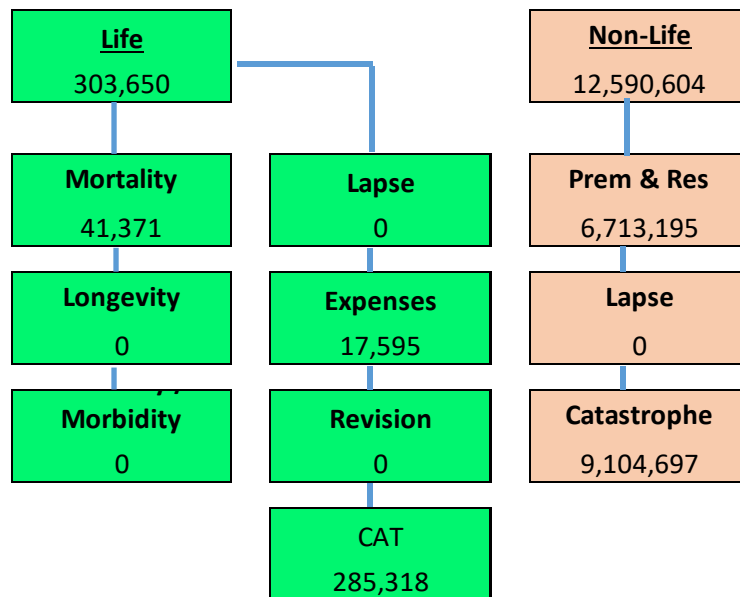 Life
303,650
Non-Life
12,590,604
Mortality
41,371
Lapse
0
Prem & Res
6,713,195
Longevity
0
Expenses
17,595
Lapse
0
Morbidity
0
Revision
0
Catastrophe
9,104,697
CAT
285,318